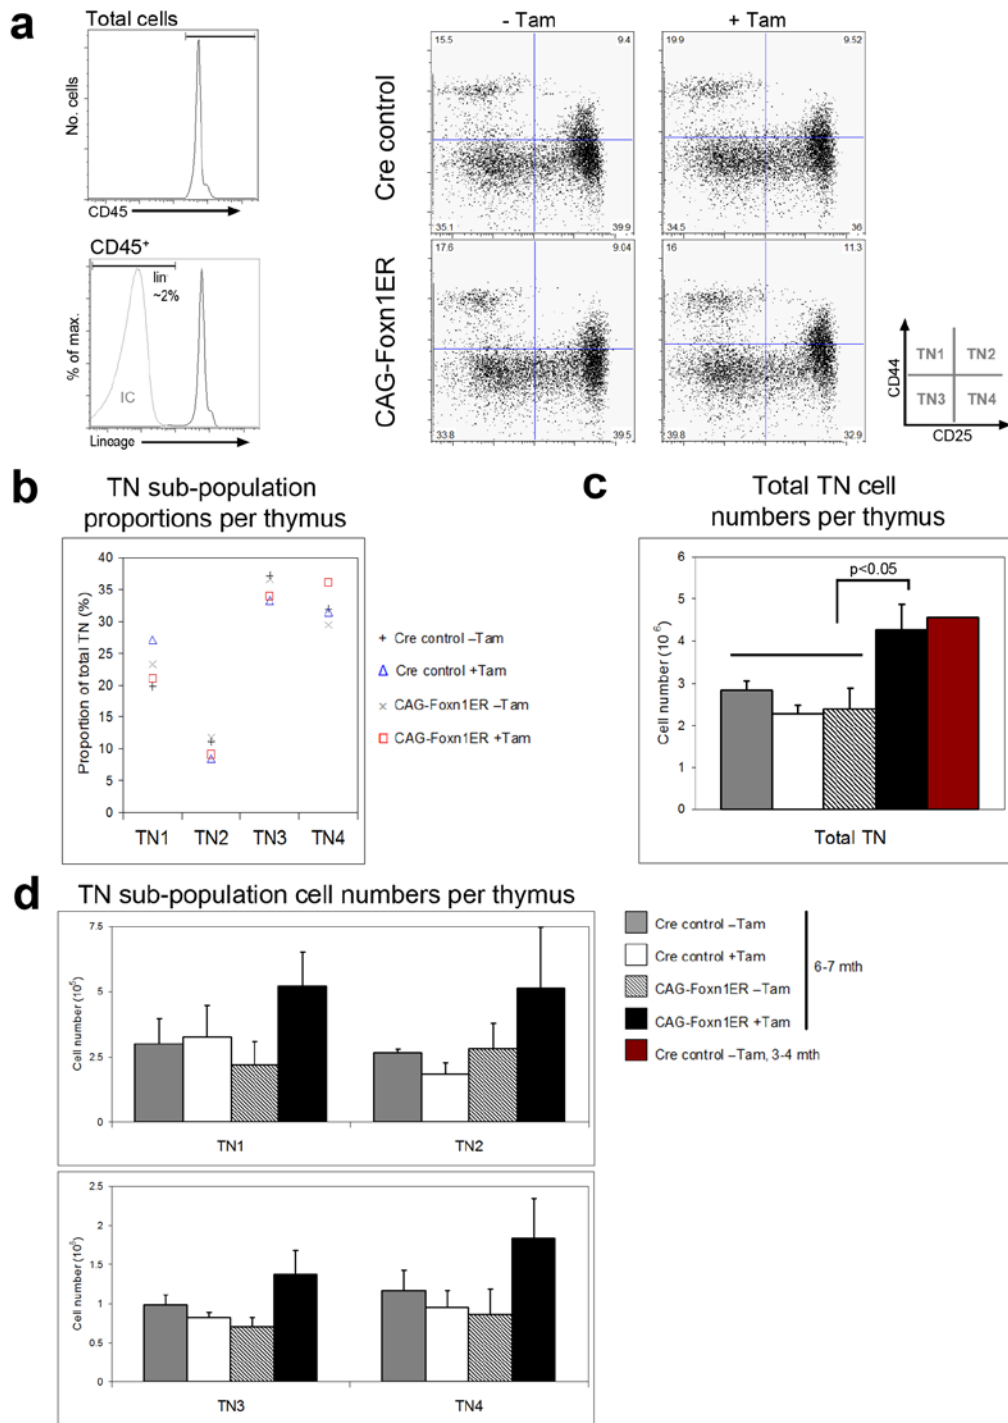 a
Total cells
No. cells
CD45
CD45+
lin-
~2%
% of max.
IC
Lineage
- Tam
+ Tam
Cre control
15.5
9.4
35.1
39.9
19.9
9.52
34.5
36
CAG-Foxn1ER
17.6
9.04
33.8
39.5
16
11.3
39.8
32.9
CD44
TN1
TN2
TN3
TN4
CD25
b
TN sub-population
proportions per thymus
Proportion of total TN (%)
40
35
30
25
20
15
10
5
0
TN1
TN2
TN3
TN4
Cre control –Tam
Cre control +Tam
CAG-Foxn1ER –Tam
CAG-Foxn1ER +Tam
c
Total TN cell
numbers per thymus
Cell number (10^6)
6
5
4
3
2
1
0
p<0.05
Total TN
d
TN sub-population cell numbers per thymus
Cell number (10^5)
7.5
5
2.5
0
TN1
TN2
2.5
2
1.5
1
0.5
0
TN3
TN4
Cre control –Tam
Cre control +Tam
CAG-Foxn1ER –Tam
CAG-Foxn1ER +Tam
6-7 mth
Cre control –Tam, 3-4 mth